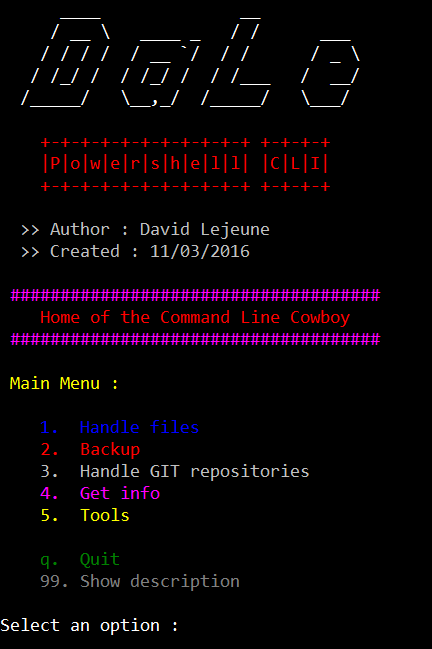 DaLe
+-+-+-+-+-+-+-+-+-+-+ +-+-+-+
|P|o|w|e|r|s|h|e|l|l| |C|L|I|
+-+-+-+-+-+-+-+-+-+-+ +-+-+-+
>> Author : David Lejeune
>> Created : 11/03/2016
#####################################
Home of the Command Line Cowboy
#####################################
Main Menu :
1. Handle files
2. Backup
3. Handle GIT repositories
4. Get info
5. Tools
q. Quit
99. Show description
Select an option :